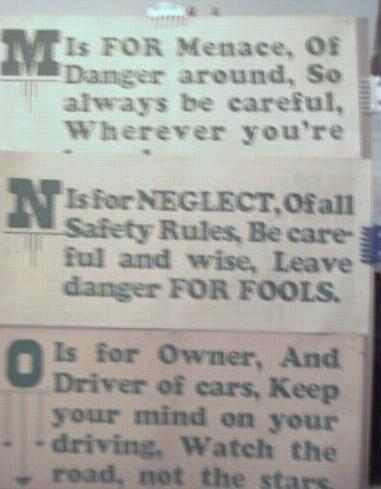 M Is FOR Menace, Of
Danger around, So
always be careful,
Wherever you're
N Is for NEGLECT, Of all
Safety Rules, Be care-
ful and wise, Leave
danger FOR FOOLS.
O Is for Owner, And
Driver of cars, Keep
your mind on your
driving, Watch the
road, not the stars.